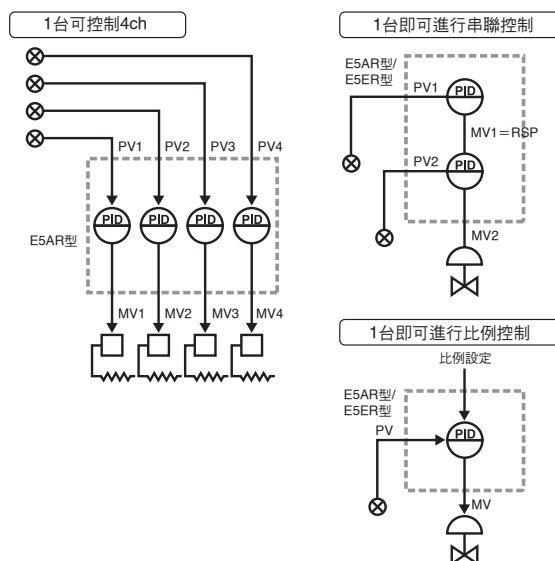 1台可控制4ch
PV1 PV2 PV3 PV4
PID PID PID PID
E5AR型
MV1 MV2 MV3 MV4
1台即可進行串聯控制
E5AR型/
E5ER型
PV1
PID
MV1=RSP
PV2
PID
MV2
1台即可進行比例控制
比例設定
E5AR型/
E5ER型
PV
PID
MV